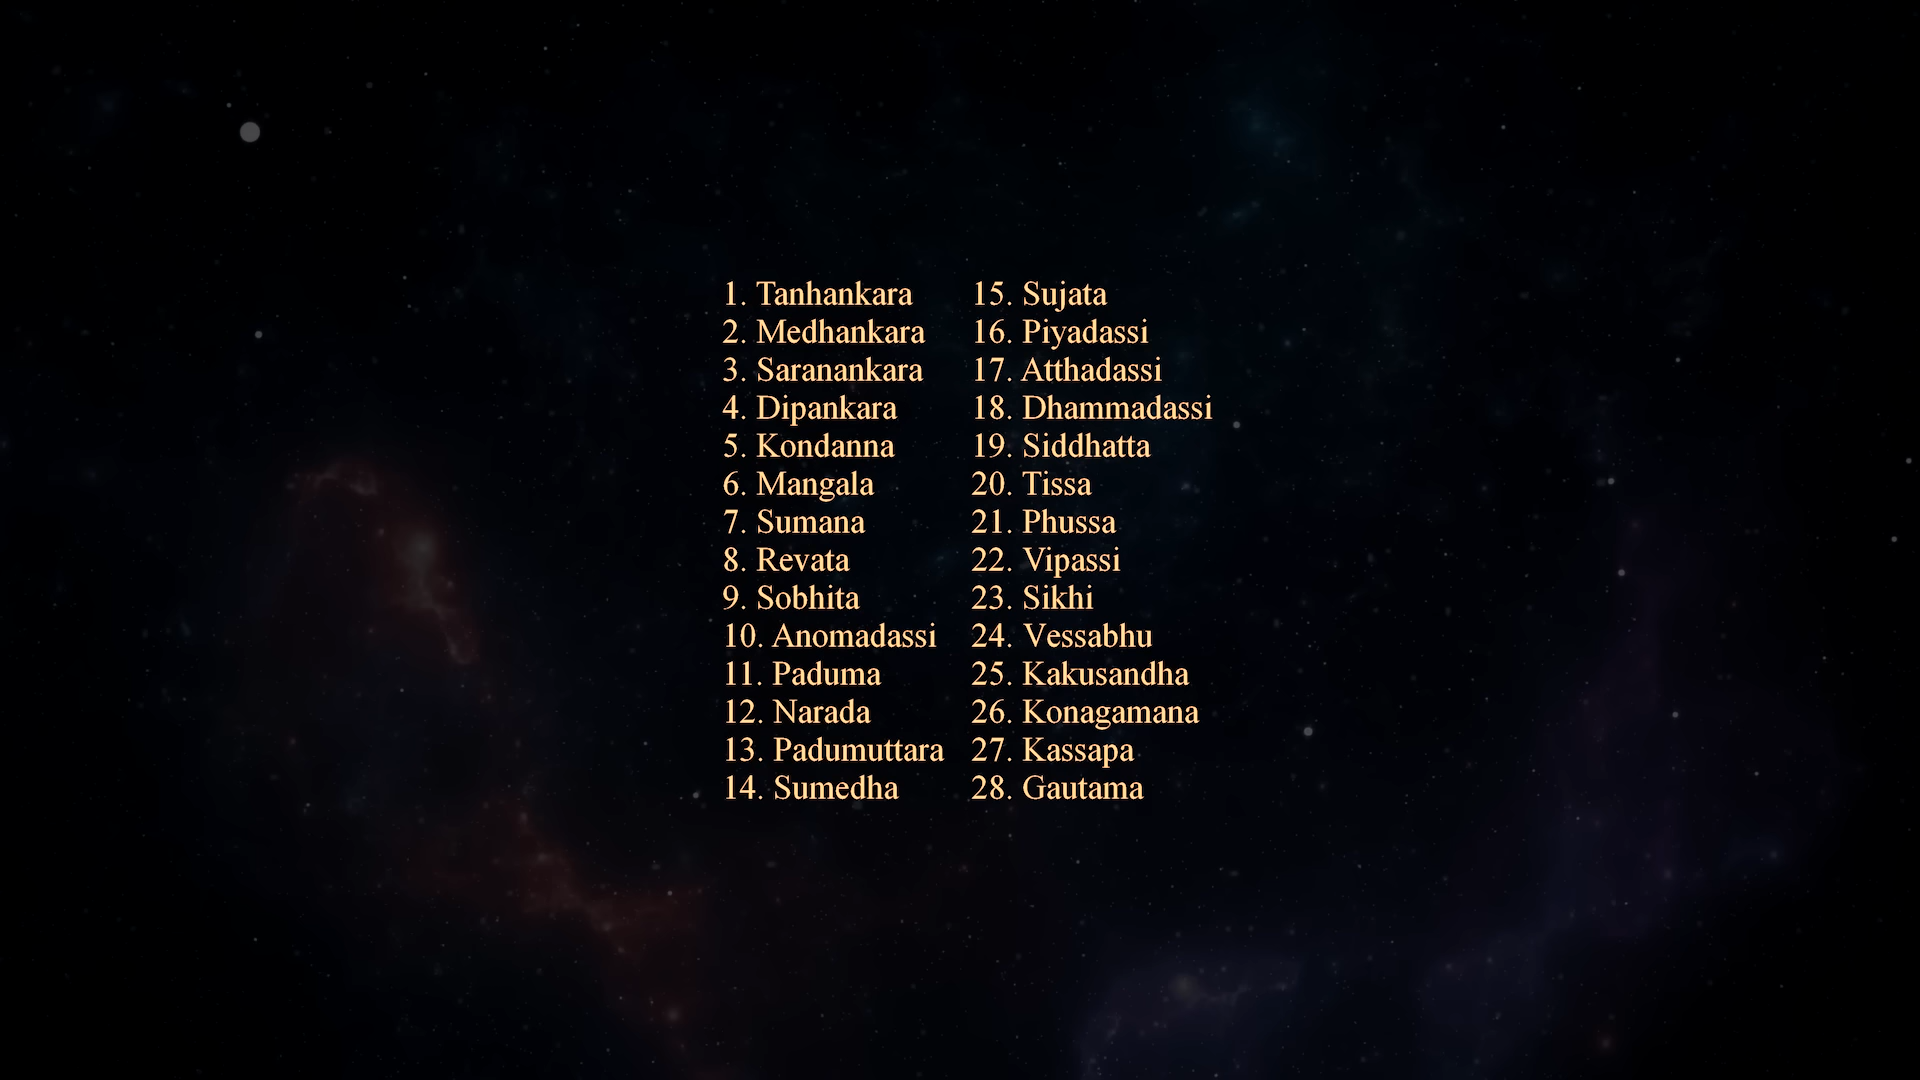 1. Tanhankara
2. Medhankara
3. Saranankara
4. Dipankara
5. Kondanna
6. Mangala
7. Sumana
8. Revata
9. Sobhita
10. Anomadassi
11. Paduma
12. Narada
13. Padumuttara
14. Sumedha
15. Sujata
16. Piyadassi
17. Atthadassi
18. Dhammadassi
19. Siddhatta
20. Tissa
21. Phussa
22. Vipassi
23. Sikhi
24. Vessabhu
25. Kakusandha
26. Konagamana
27. Kassapa
28. Gautama